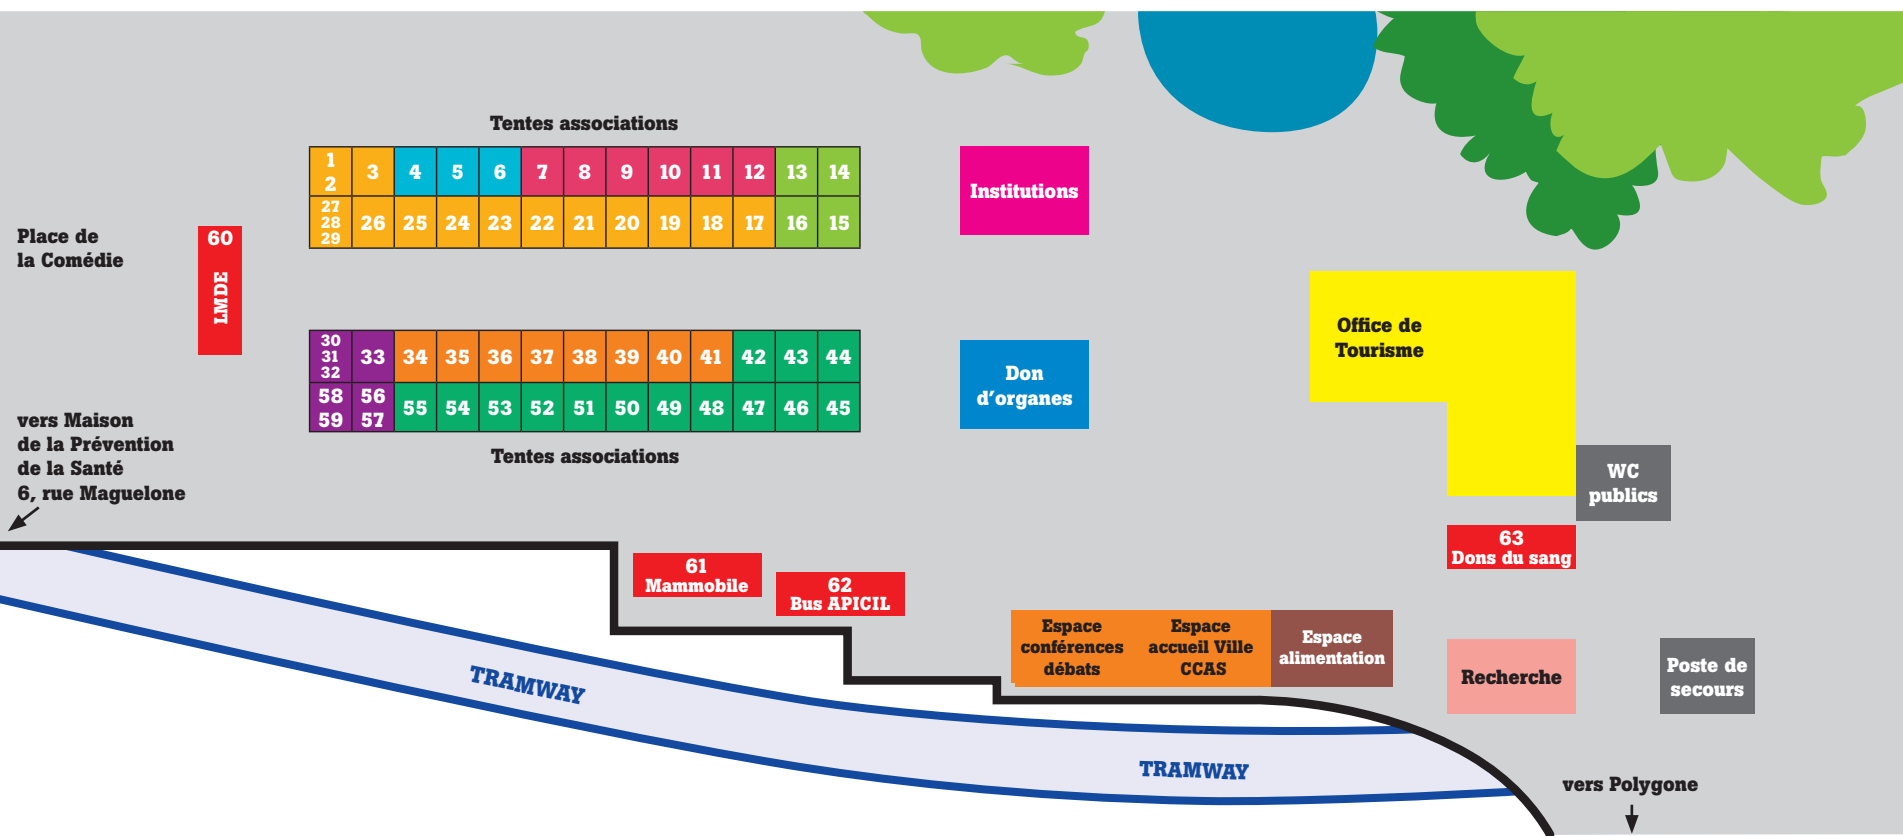 Tentes associations
1
2
3 4 5 6 7 8 9 10 11 12 13 14
27
28
29
26 25 24 23 22 21 20 19 18 17 16 15
Institutions
Place de
la Comédie
60
LMDE
30
31
32
33 34 35 36 37 38 39 40 41 42 43 44
58
59
56
57
55 54 53 52 51 50 49 48 47 46 45
Tentes associations
Don
d’organes
Office de
Tourisme
WC
publics
vers Maison
de la Prévention
de la Santé
6, rue Maguelone
63
Dons du sang
61
Mammobile
62
Bus APICIL
Espace
conférences
débats
Espace
accueil Ville
CCAS
Espace
alimentation
Recherche
Poste de
secours
TRAMWAY
TRAMWAY
vers Polygone